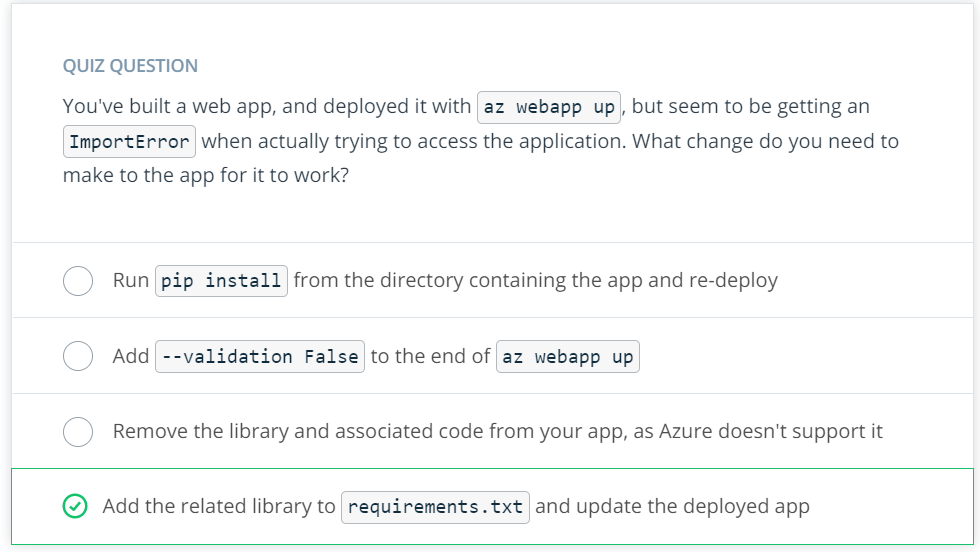 QUIZ QUESTION
You've built a web app, and deployed it with az webapp up, but seem to be getting an
ImportError when actually trying to access the application. What change do you need to
make to the app for it to work?
Run pip install from the directory containing the app and re-deploy
Add --validation False to the end of az webapp up
Remove the library and associated code from your app, as Azure doesn't support it
Add the related library to requirements.txt and update the deployed app